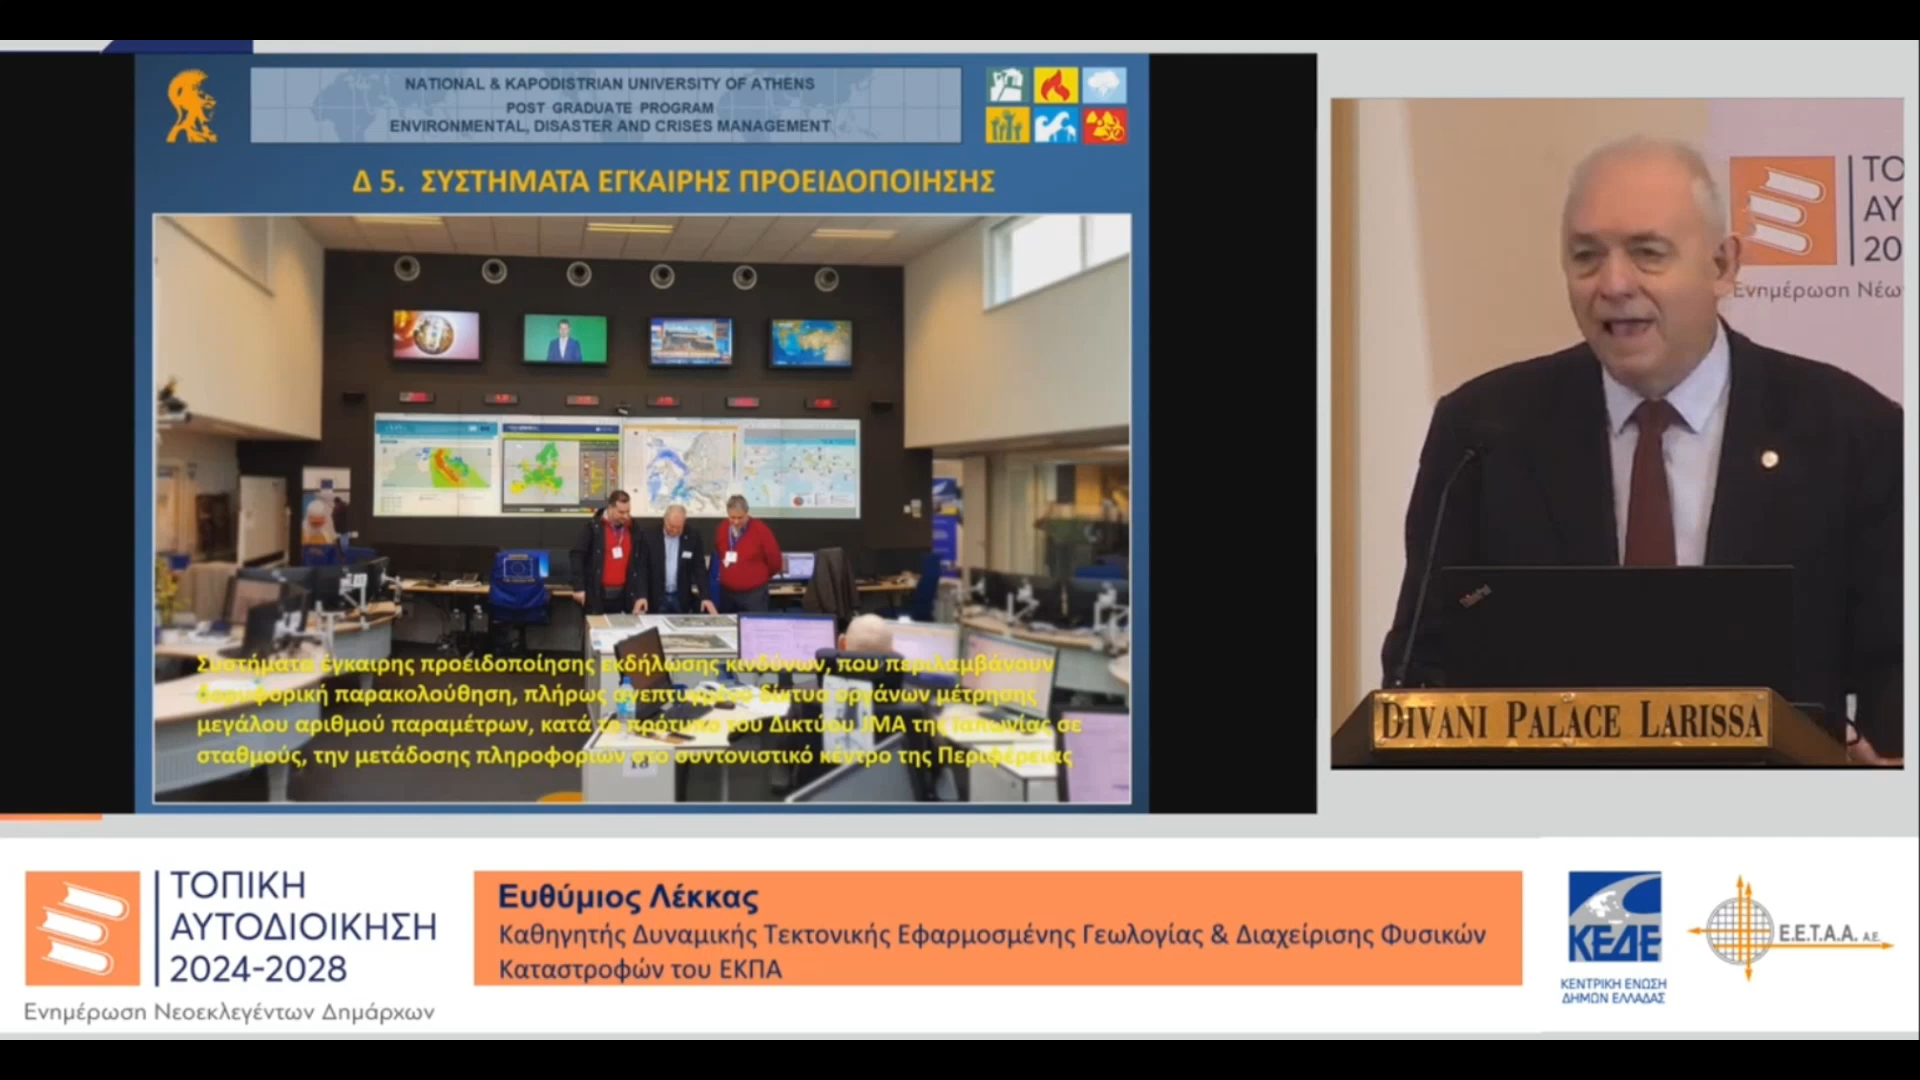 NATIONAL & KAPODISTRIAN UNIVERSITY OF ATHENS
POST GRADUATE PROGRAM
ENVIRONMENTAL, DISASTER AND CRISES MANAGEMENT
Δ 5. ΣΥΣΤΗΜΑΤΑ ΕΓΚΑΙΡΗΣ ΠΡΟΕΙΔΟΠΟΙΗΣΗΣ
Συστήματα έγκαιρης προειδοποίησης εκδήλωσης κινδύνων, που περιλαμβάνουν
δορυφορική παρακολούθηση, πλήρως ανεπτυγμένο δίκτυο οργάνων μέτρησης
μεγάλου αριθμού παραμέτρων, κατά το πρότυπο του Δικτύου JMA της Ιαπωνίας σε
σταθμούς, την μετάδοσης πληροφοριών στο συντονιστικό κέντρο της Περιφέρειας
ΤΟ
ΑΥ
20
Ενημέρωση Νέω
ThinkPad
DIVANI PALACE LARISSA
ΤΟΠΙΚΗ
ΑΥΤΟΔΙΟΙΚΗΣΗ
2024-2028
Ενημέρωση Νεοεκλεγέντων Δημάρχων
Ευθύμιος Λέκκας
Καθηγητής Δυναμικής Τεκτονικής Εφαρμοσμένης Γεωλογίας & Διαχείρισης Φυσικών
Καταστροφών του ΕΚΠΑ
ΚΕΔΕ
ΚΕΝΤΡΙΚΗ ΕΝΩΣΗ
ΔΗΜΩΝ ΕΛΛΑΔΑΣ
Ε.Ε.Τ.Α.Α. Α.Ε.